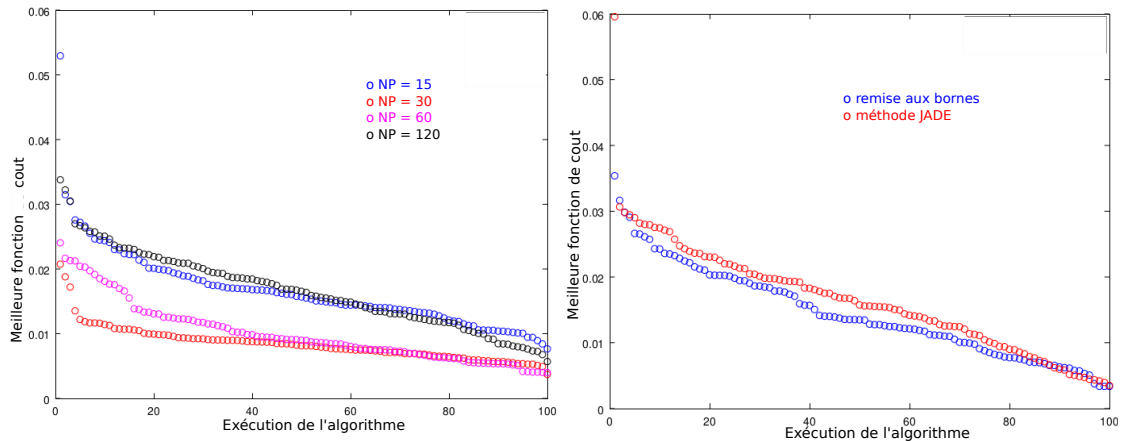 0.06
0.05
0.04
0.03
0.02
0.01
0
0
20
40
60
80
100
Meilleure fonction cout
Exécution de l'algorithme
o NP = 15
o NP = 30
o NP = 60
o NP = 120
0.06
0.05
0.04
0.03
0.02
0.01
0
0
20
40
60
80
100
Meilleure fonction de cout
Exécution de l'algorithme
o remise aux bornes
o méthode JADE